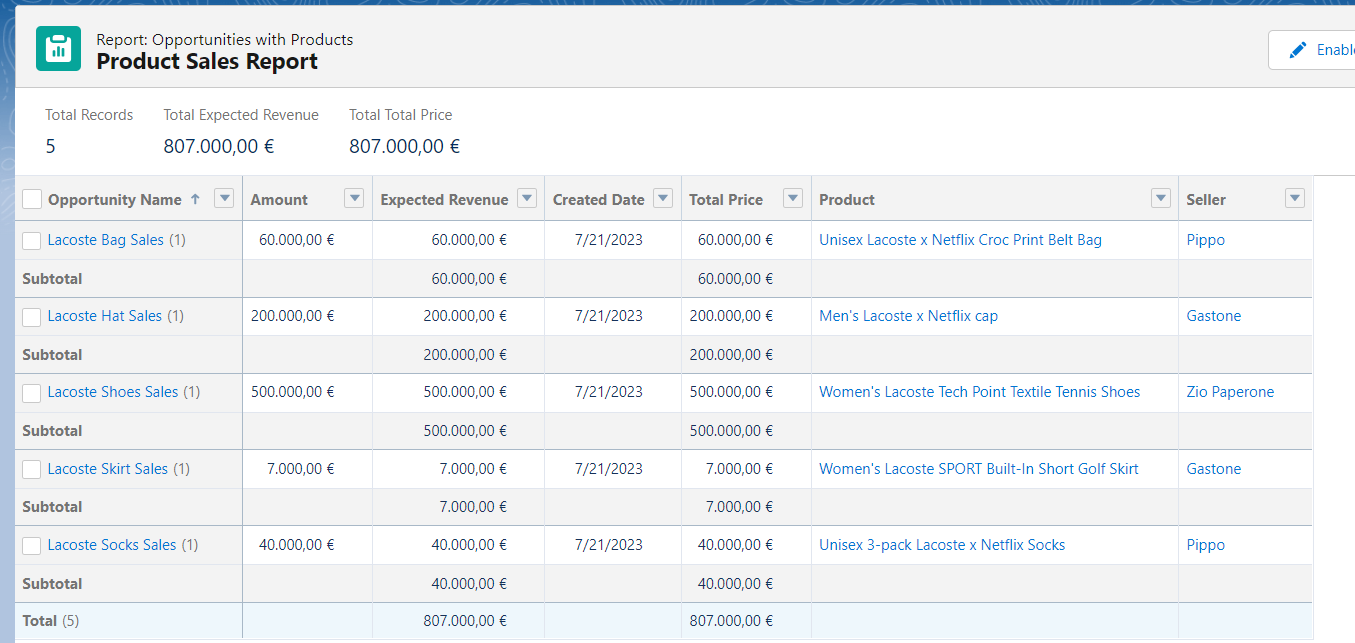 Report: Opportunities with Products
Product Sales Report
Enable
Total Records Total Expected Revenue Total Total Price
5 807.000,00 € 807.000,00 €
Opportunity Name ↑ Amount Expected Revenue Created Date Total Price Product Seller
Lacoste Bag Sales (1) 60.000,00 € 60.000,00 € 7/21/2023 60.000,00 € Unisex Lacoste x Netflix Croc Print Belt Bag Pippo
Subtotal 60.000,00 € 60.000,00 €
Lacoste Hat Sales (1) 200.000,00 € 200.000,00 € 7/21/2023 200.000,00 € Men's Lacoste x Netflix cap Gastone
Subtotal 200.000,00 € 200.000,00 €
Lacoste Shoes Sales (1) 500.000,00 € 500.000,00 € 7/21/2023 500.000,00 € Women's Lacoste Tech Point Textile Tennis Shoes Zio Paperone
Subtotal 500.000,00 € 500.000,00 €
Lacoste Skirt Sales (1) 7.000,00 € 7.000,00 € 7/21/2023 7.000,00 € Women's Lacoste SPORT Built-In Short Golf Skirt Gastone
Subtotal 7.000,00 € 7.000,00 €
Lacoste Socks Sales (1) 40.000,00 € 40.000,00 € 7/21/2023 40.000,00 € Unisex 3-pack Lacoste x Netflix Socks Pippo
Subtotal 40.000,00 € 40.000,00 €
Total (5) 807.000,00 € 807.000,00 €